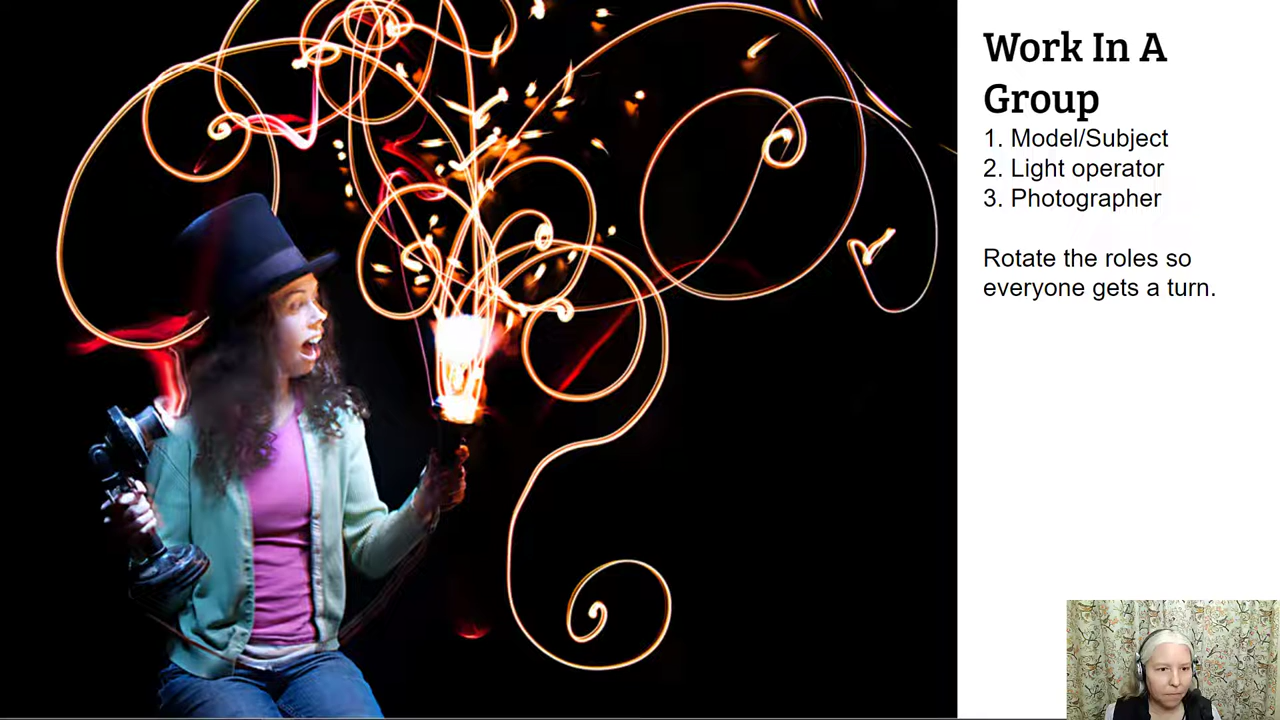 Work In A
Group
1. Model/Subject
2. Light operator
3. Photographer
Rotate the roles so
everyone gets a turn.